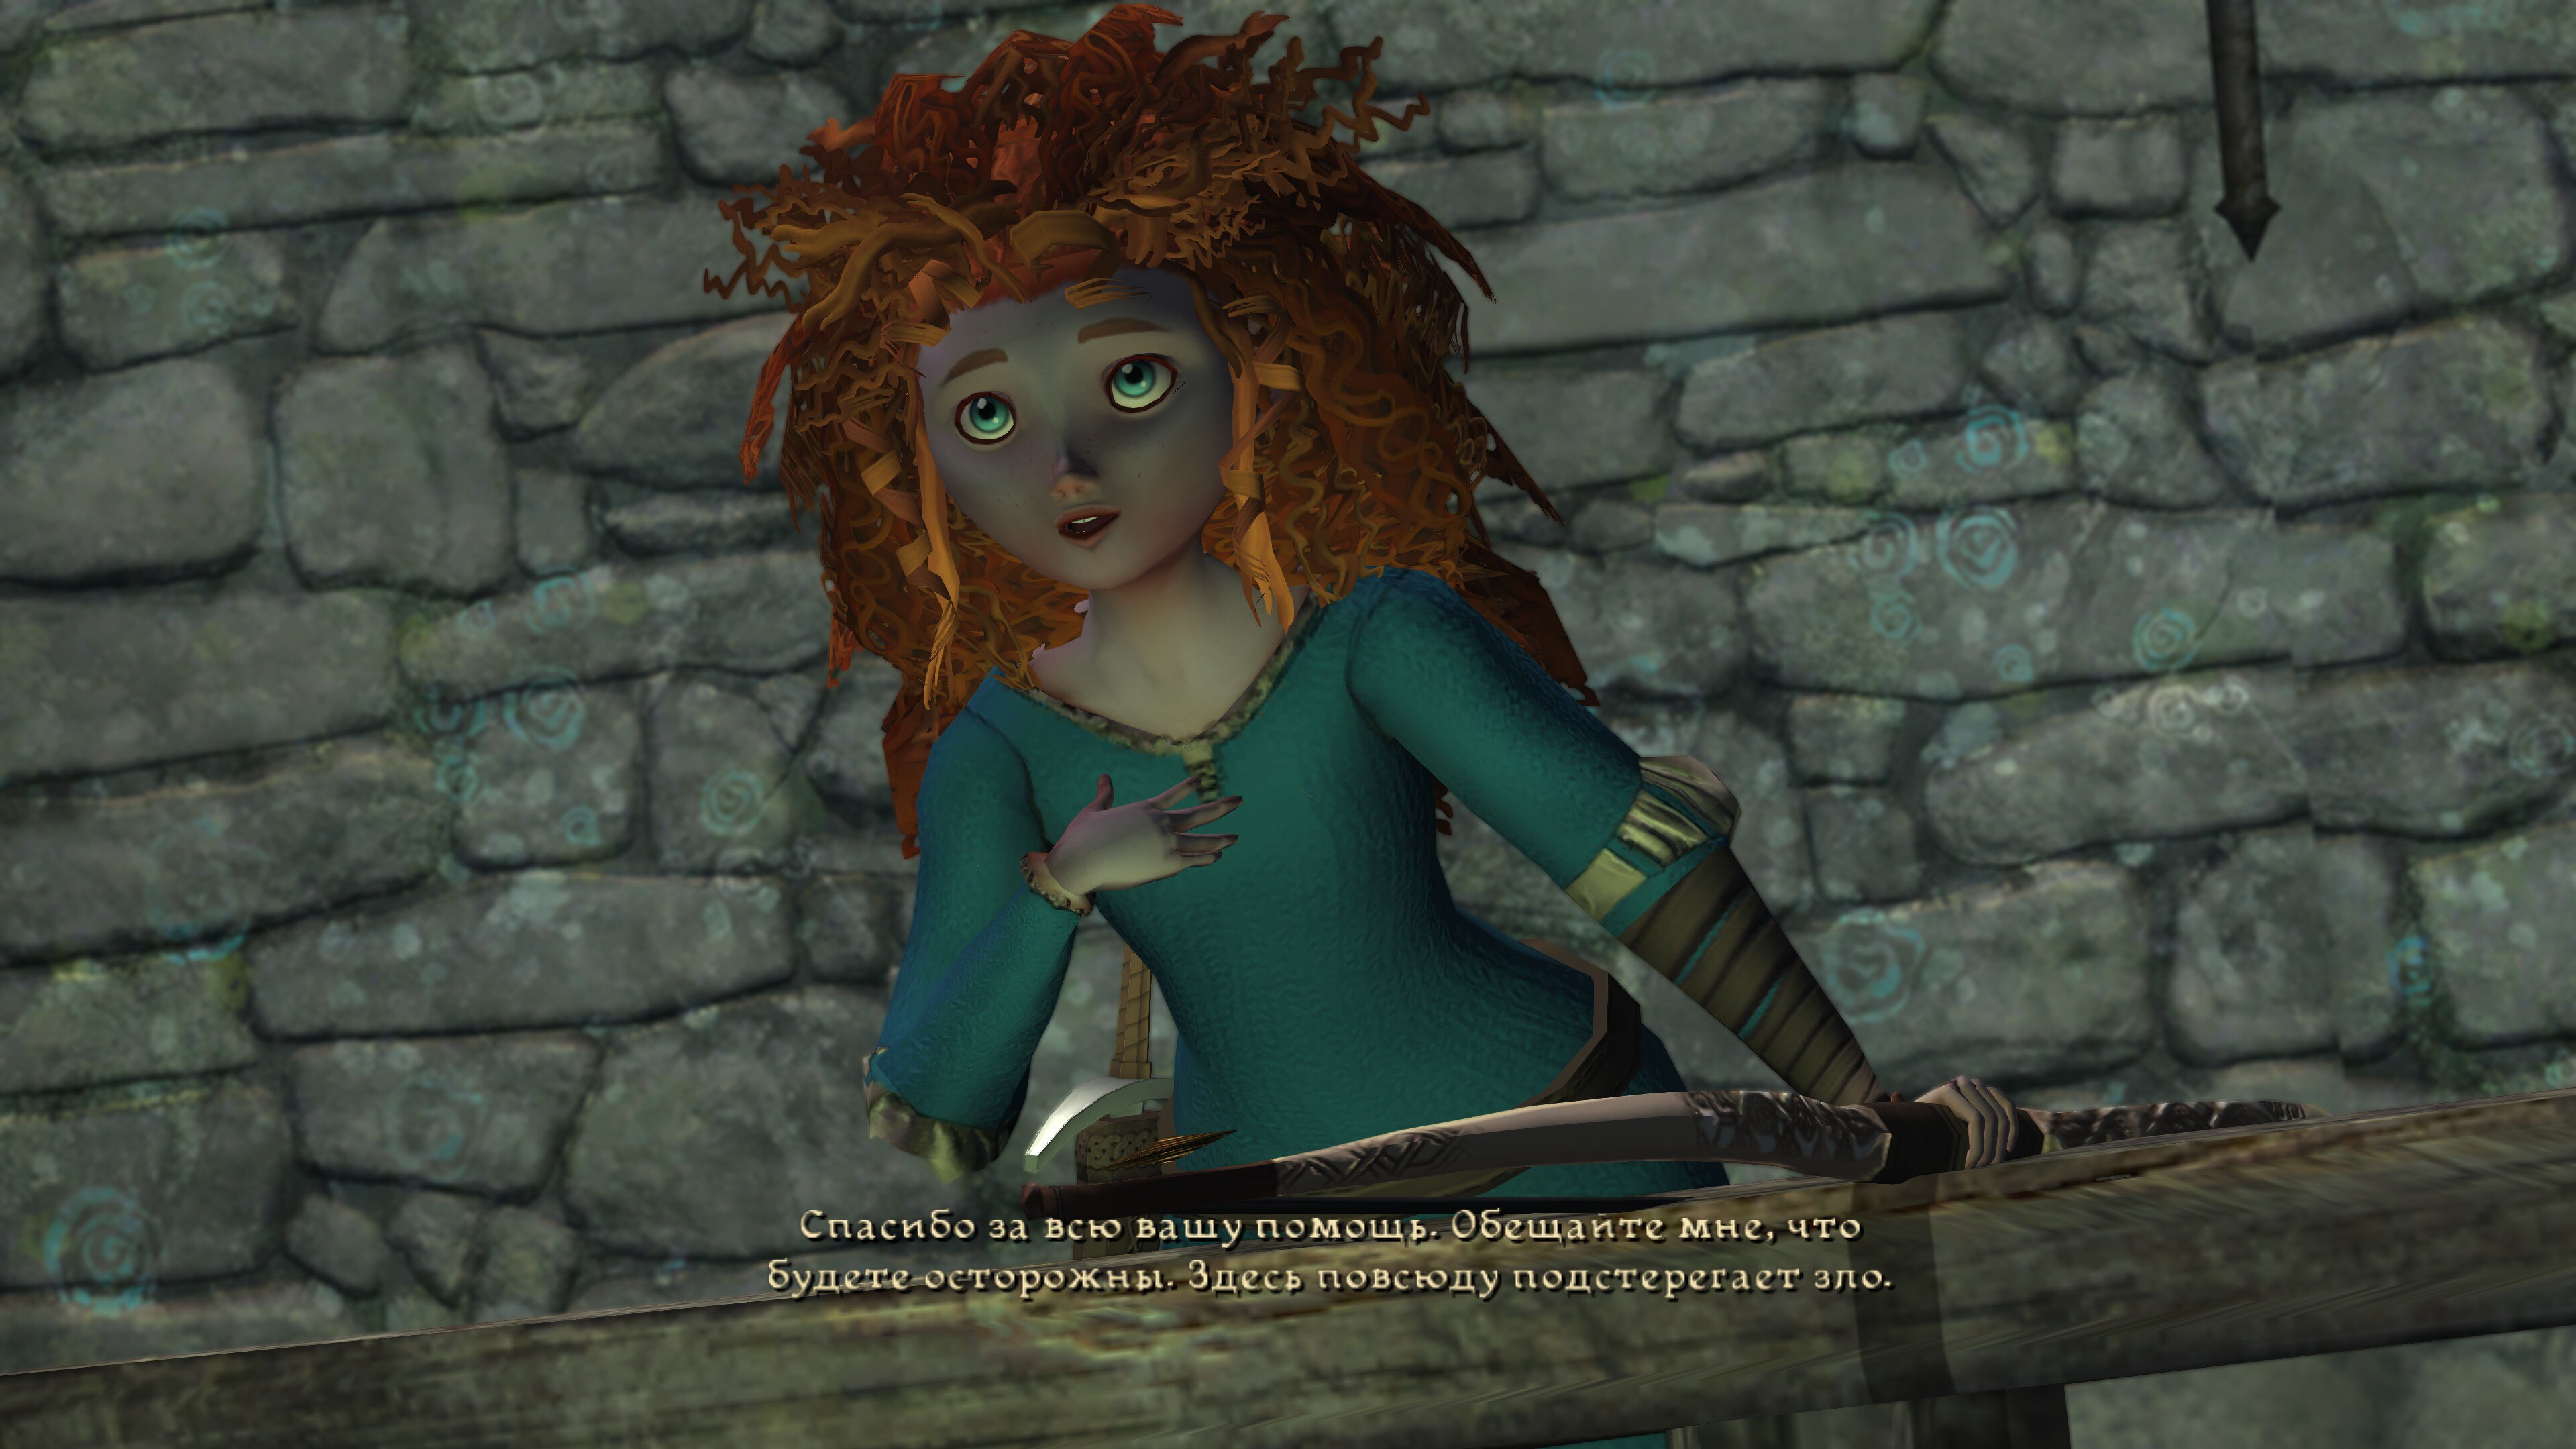 Спасибо за всю вашу помощь. Обещайте мне, что
будете осторожны. Здесь повсюду подстерегает зло.